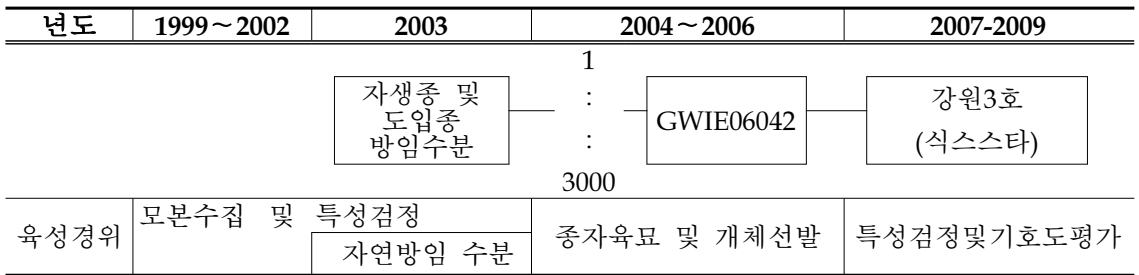 년도 1999～2002 2003 2004～2006 2007-2009
1
자생종 및
도입종
방임수분
:
:
GWIE06042
강원3호
(식스스타)
3000
육성경위
모본수집 및 특성검정
자연방임 수분
종자육묘 및 개체선발
특성검정및기호도평가